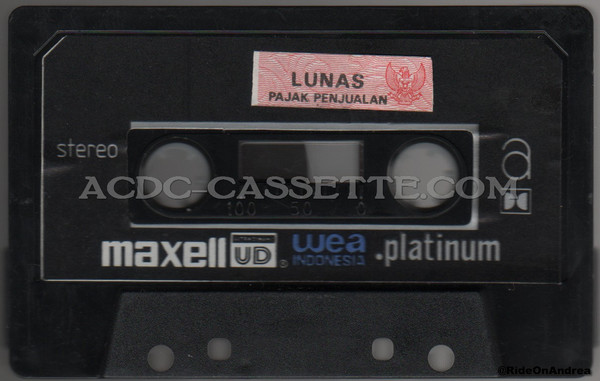 LUNAS
PAJAK PENJUALAN
stereo
a
ACDC-CASSETTE.COM
100 50 0
maxell UD ® wea INDONESIA .platinum
©RideOnAndrea